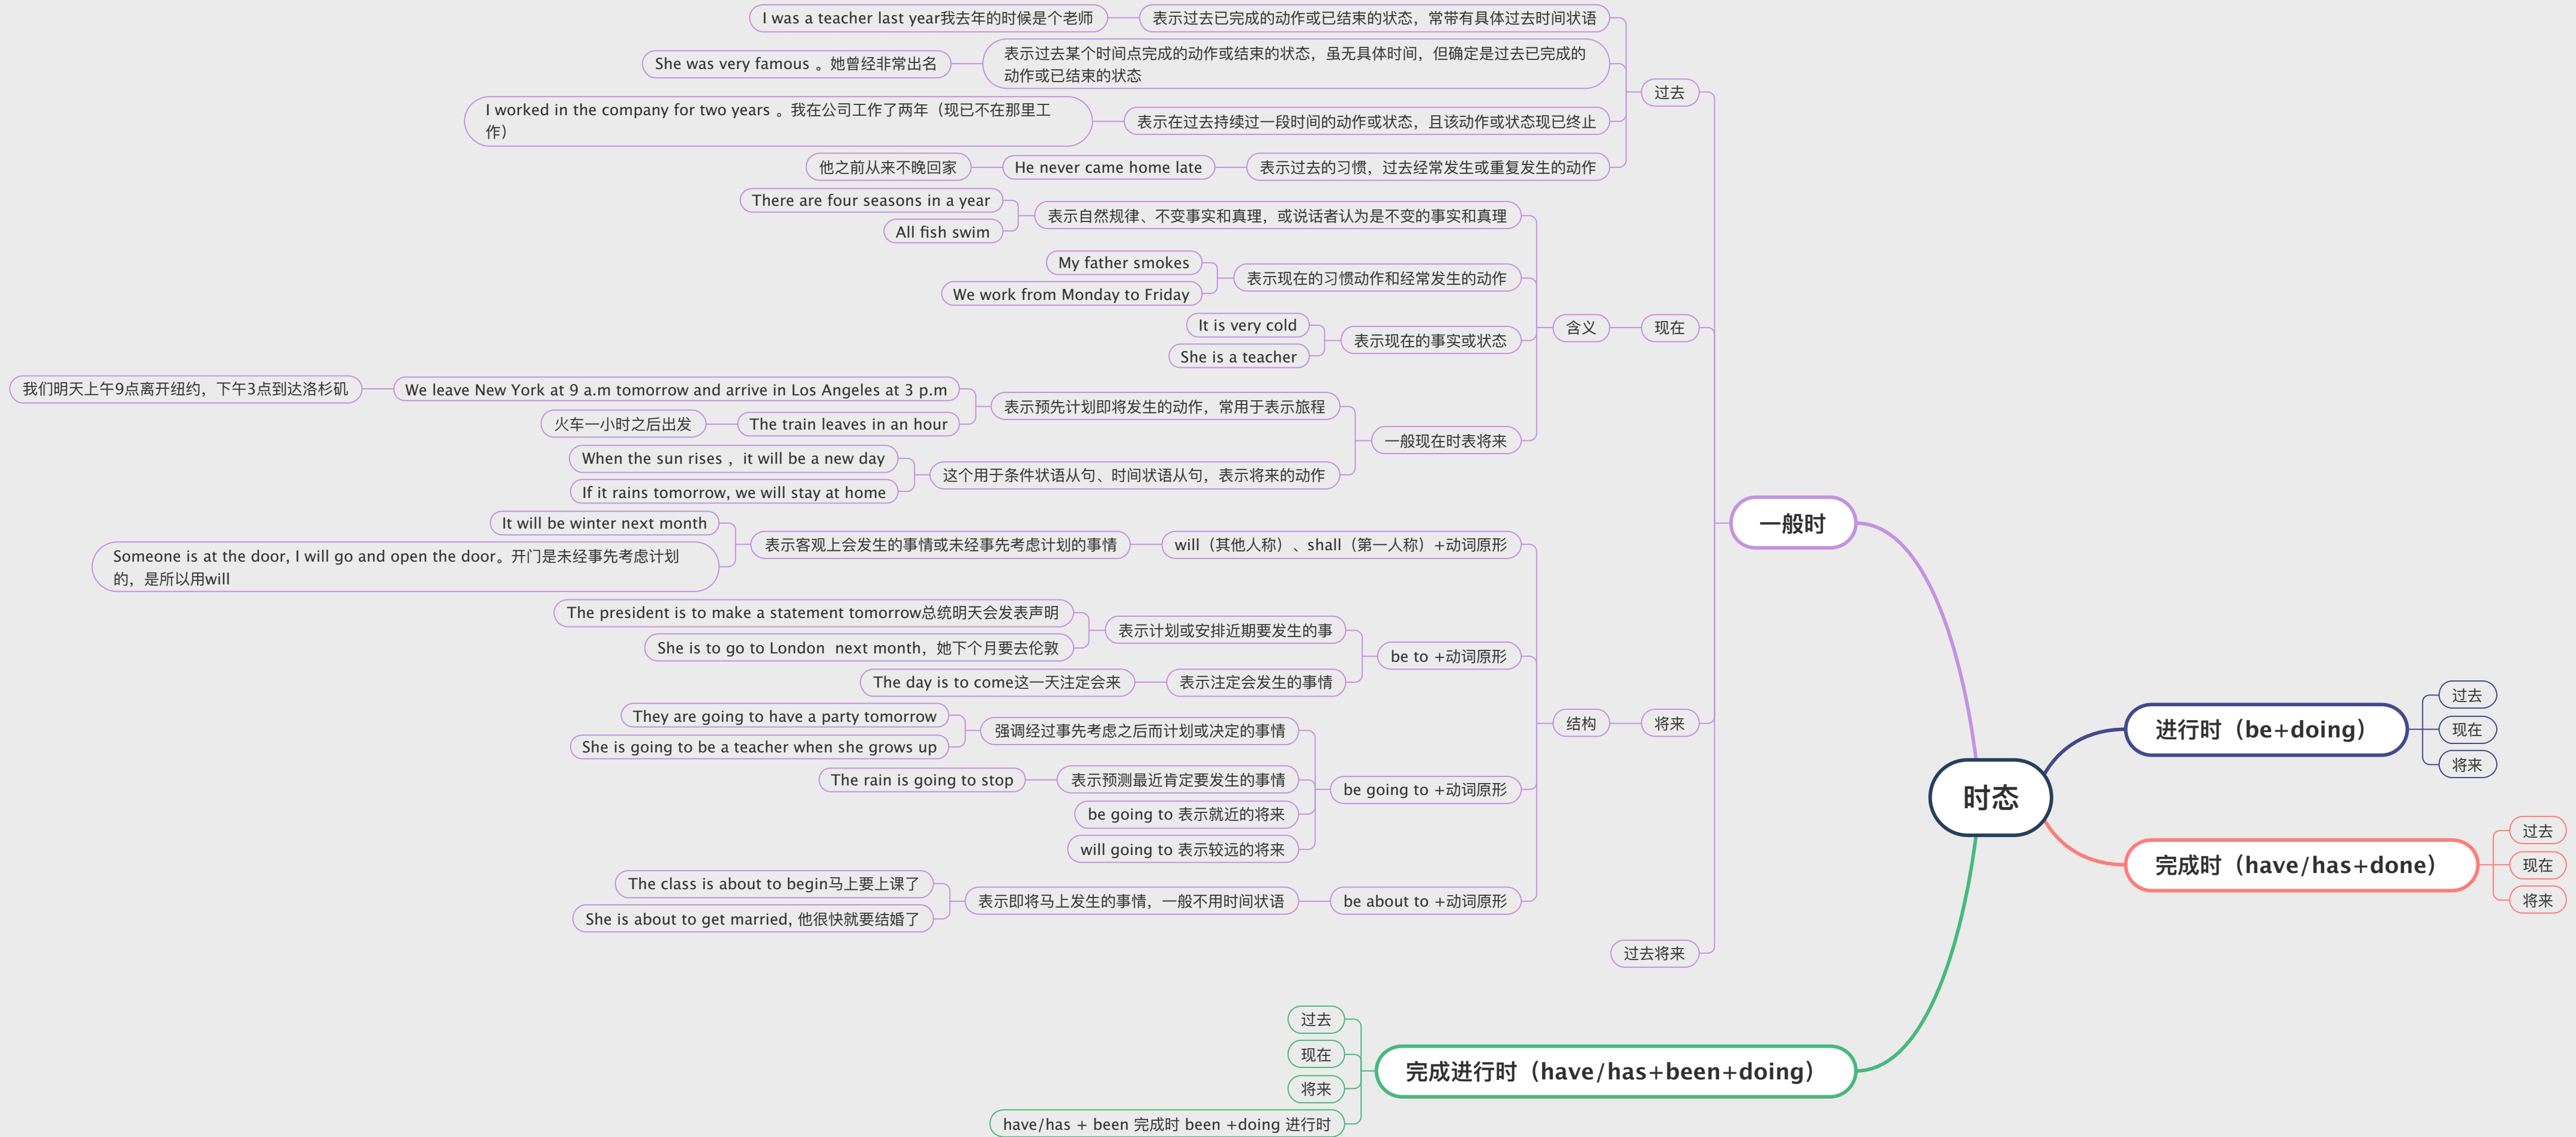 时态
一般时
过去
表示过去已完成的动作或已结束的状态，常带有具体过去时间状语
I was a teacher last year我去年的时候是个老师
表示过去某个时间点完成的动作或结束的状态，虽无具体时间，但确定是过去已完成的
动作或已结束的状态
She was very famous 。她曾经非常出名
表示在过去持续过一段时间的动作或状态，且该动作或状态现已终止
I worked in the company for two years 。我在公司工作了两年（现已不在那里工
作）
表示过去的习惯，过去经常发生或重复发生的动作
He never came home late
他之前从来不晚回家
现在
含义
表示自然规律、不变事实和真理，或说话者认为是不变的事实和真理
There are four seasons in a year
All fish swim
表示现在的习惯动作和经常发生的动作
My father smokes
We work from Monday to Friday
表示现在的事实或状态
It is very cold
She is a teacher
一般现在时表将来
表示预先计划即将发生的动作，常用于表示旅程
We leave New York at 9 a.m tomorrow and arrive in Los Angeles at 3 p.m
我们明天上午9点离开纽约，下午3点到达洛杉矶
The train leaves in an hour
火车一小时之后出发
这个用于条件状语从句、时间状语从句，表示将来的动作
When the sun rises ，it will be a new day
If it rains tomorrow, we will stay at home
将来
结构
will（其他人称）、shall（第一人称）+动词原形
表示客观上会发生的事情或未经事先考虑计划的事情
It will be winter next month
Someone is at the door, I will go and open the door。开门是未经事先考虑计划
的，是所以用will
be to +动词原形
表示计划或安排近期要发生的事
The president is to make a statement tomorrow总统明天会发表声明
She is to go to London  next month，她下个月要去伦敦
表示注定会发生的事情
The day is to come这一天注定会来
be going to +动词原形
强调经过事先考虑之后而计划或决定的事情
They are going to have a party tomorrow
She is going to be a teacher when she grows up
表示预测最近肯定要发生的事情
The rain is going to stop
be going to 表示就近的将来
will going to 表示较远的将来
be about to +动词原形
表示即将马上发生的事情，一般不用时间状语
The class is about to begin马上要上课了
She is about to get married, 他很快就要结婚了
过去将来
进行时（be+doing）
过去
现在
将来
完成时（have/has+done）
过去
现在
将来
完成进行时（have/has+been+doing）
过去
现在
将来
have/has + been 完成时 been +doing 进行时